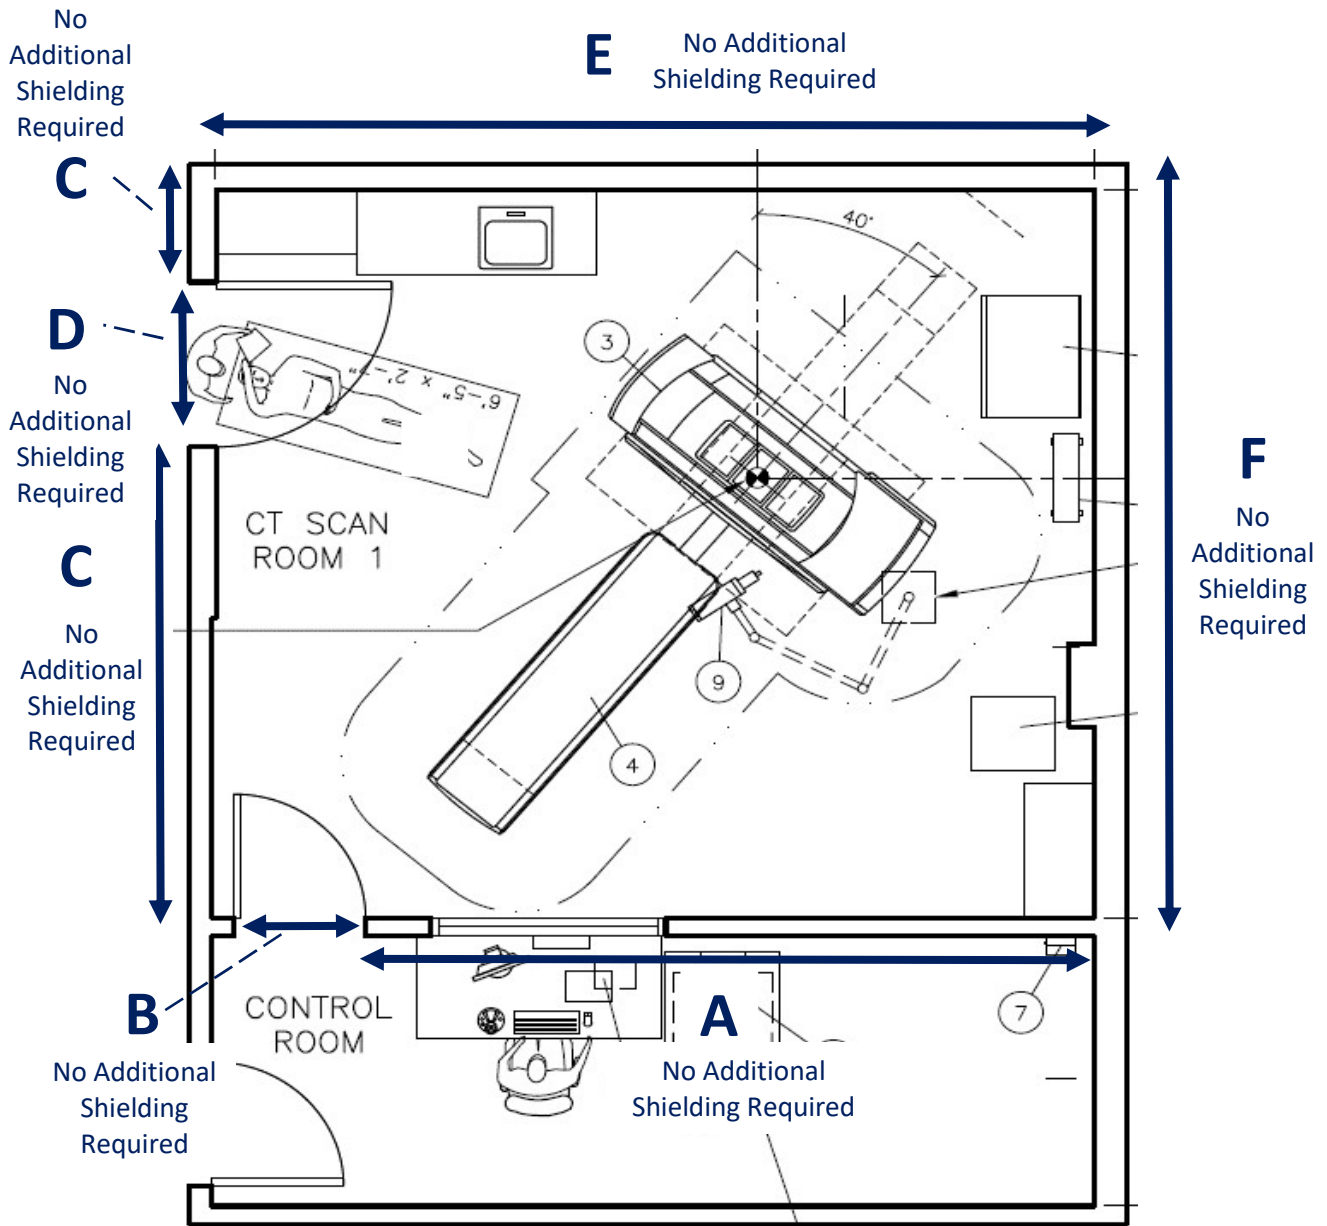 No
Additional
Shielding
Required
E
No Additional
Shielding Required
C
40°
D
No
Additional
Shielding
Required
3
6'-5" x 2'-
CT SCAN
ROOM 1
F
No
Additional
Shielding
Required
C
No
Additional
Shielding
Required
9
4
B
No Additional
Shielding
Required
CONTROL
ROOM
A
No Additional
Shielding Required
7